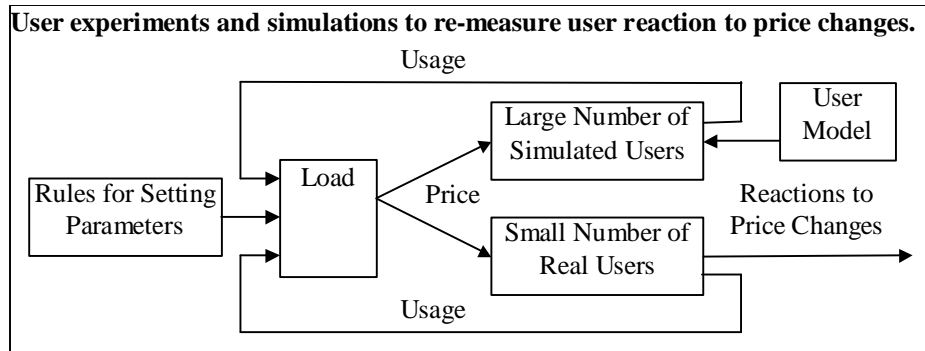 User experiments and simulations to re-measure user reaction to price changes.
Usage
Large Number of
Simulated Users
User
Model
Load
Rules for Setting
Parameters
Price
Reactions to
Price Changes
Small Number of
Real Users
Usage